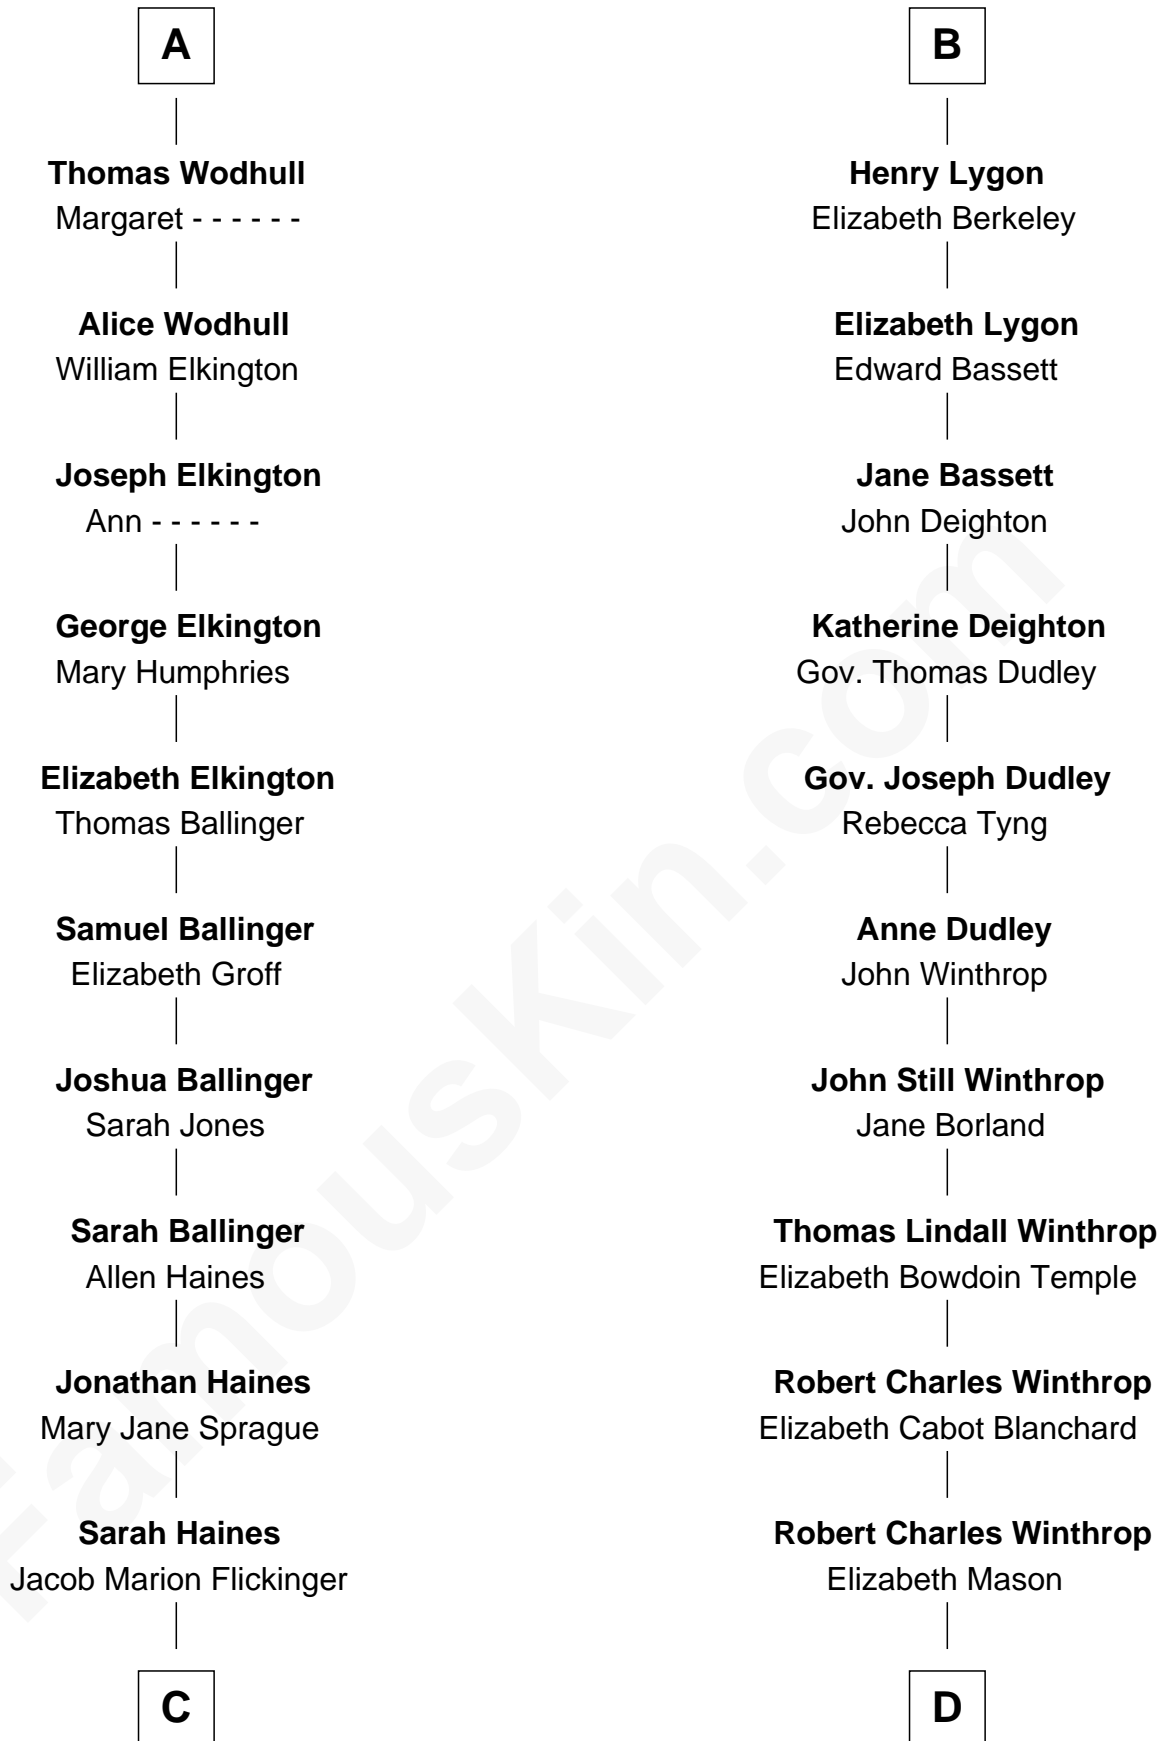 A
Thomas Wodhull
Margaret - - - - - -
Alice Wodhull
William Elkington
Joseph Elkington
Ann - - - - - -
George Elkington
Mary Humphries
Elizabeth Elkington
Thomas Ballinger
Samuel Ballinger
Elizabeth Groff
Joshua Ballinger
Sarah Jones
Sarah Ballinger
Allen Haines
Jonathan Haines
Mary Jane Sprague
Sarah Haines
Jacob Marion Flickinger
C
B
Henry Lygon
Elizabeth Berkeley
Elizabeth Lygon
Edward Bassett
Jane Bassett
John Deighton
Katherine Deighton
Gov. Thomas Dudley
Gov. Joseph Dudley
Rebecca Tyng
Anne Dudley
John Winthrop
John Still Winthrop
Jane Borland
Thomas Lindall Winthrop
Elizabeth Bowdoin Temple
Robert Charles Winthrop
Elizabeth Cabot Blanchard
Robert Charles Winthrop
Elizabeth Mason
D
FamousKin.com